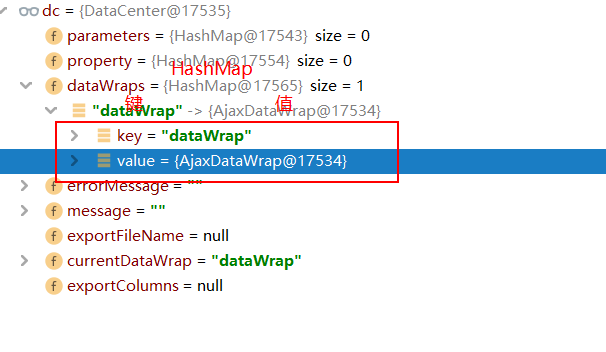 dc = {DataCenter@17535}
parameters = {HashMap@17543} size = 0
property = {HashMap@17554} size = 0
HashMap
dataWraps = {HashMap@17565} size = 1
键 值
"dataWrap" -> {AjaxDataWrap@17534}
key = "dataWrap"
value = {AjaxDataWrap@17534}
errorMessage = ""
message = ""
exportFileName = null
currentDataWrap = "dataWrap"
exportColumns = null